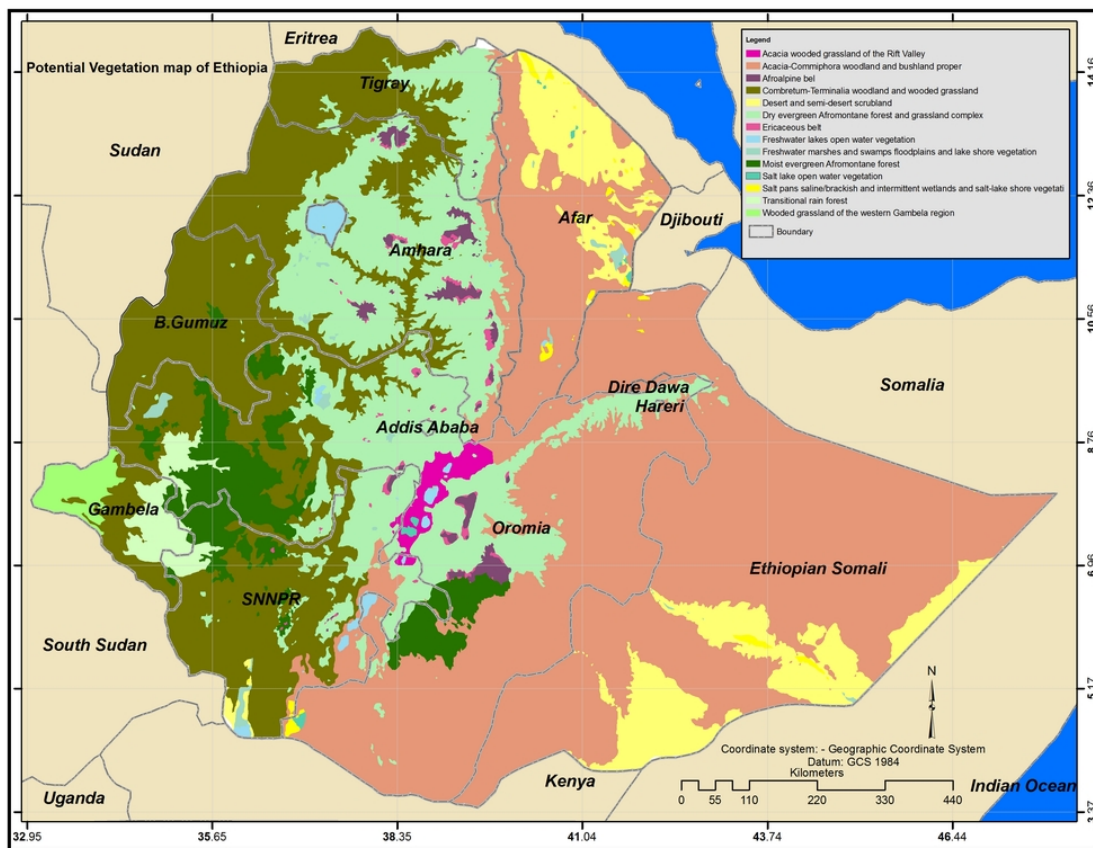 Potential Vegetation map of Ethiopia
Eritrea
Tigray
Sudan
Afar
Djibouti
Amhara
B.Gumuz
Dire Dawa
Hareri
Somalia
Addis Ababa
Gambela
Oromia
Ethiopian Somali
SNNPR
South Sudan
Kenya
Uganda
Indian Ocean
Legend
Acacia wooded grassland of the Rift Valley
Acacia-Commiphora woodland and bushland proper
Afroalpine bel
Combretum-Terminalia woodland and wooded grassland
Desert and semi-desert scrubland
Dry evergreen Afromontane forest and grassland complex
Ericaceous belt
Freshwater lakes open water vegetation
Freshwater marshes and swamps floodplains and lake shore vegetation
Moist evergreen Afromontane forest
Salt lake open water vegetation
Salt pans saline/brackish and intermittent wetlands and salt-lake shore vegetati
Transitional rain forest
Wooded grassland of the western Gambela region
Boundary
N
Coordinate system: - Geographic Coordinate System
Datum: GCS 1984
Kilometers
0 55 110 220 330 440
14.16
12.36
10.56
8.76
6.96
5.17
3.37
32.95 35.65 38.35 41.04 43.74 46.44